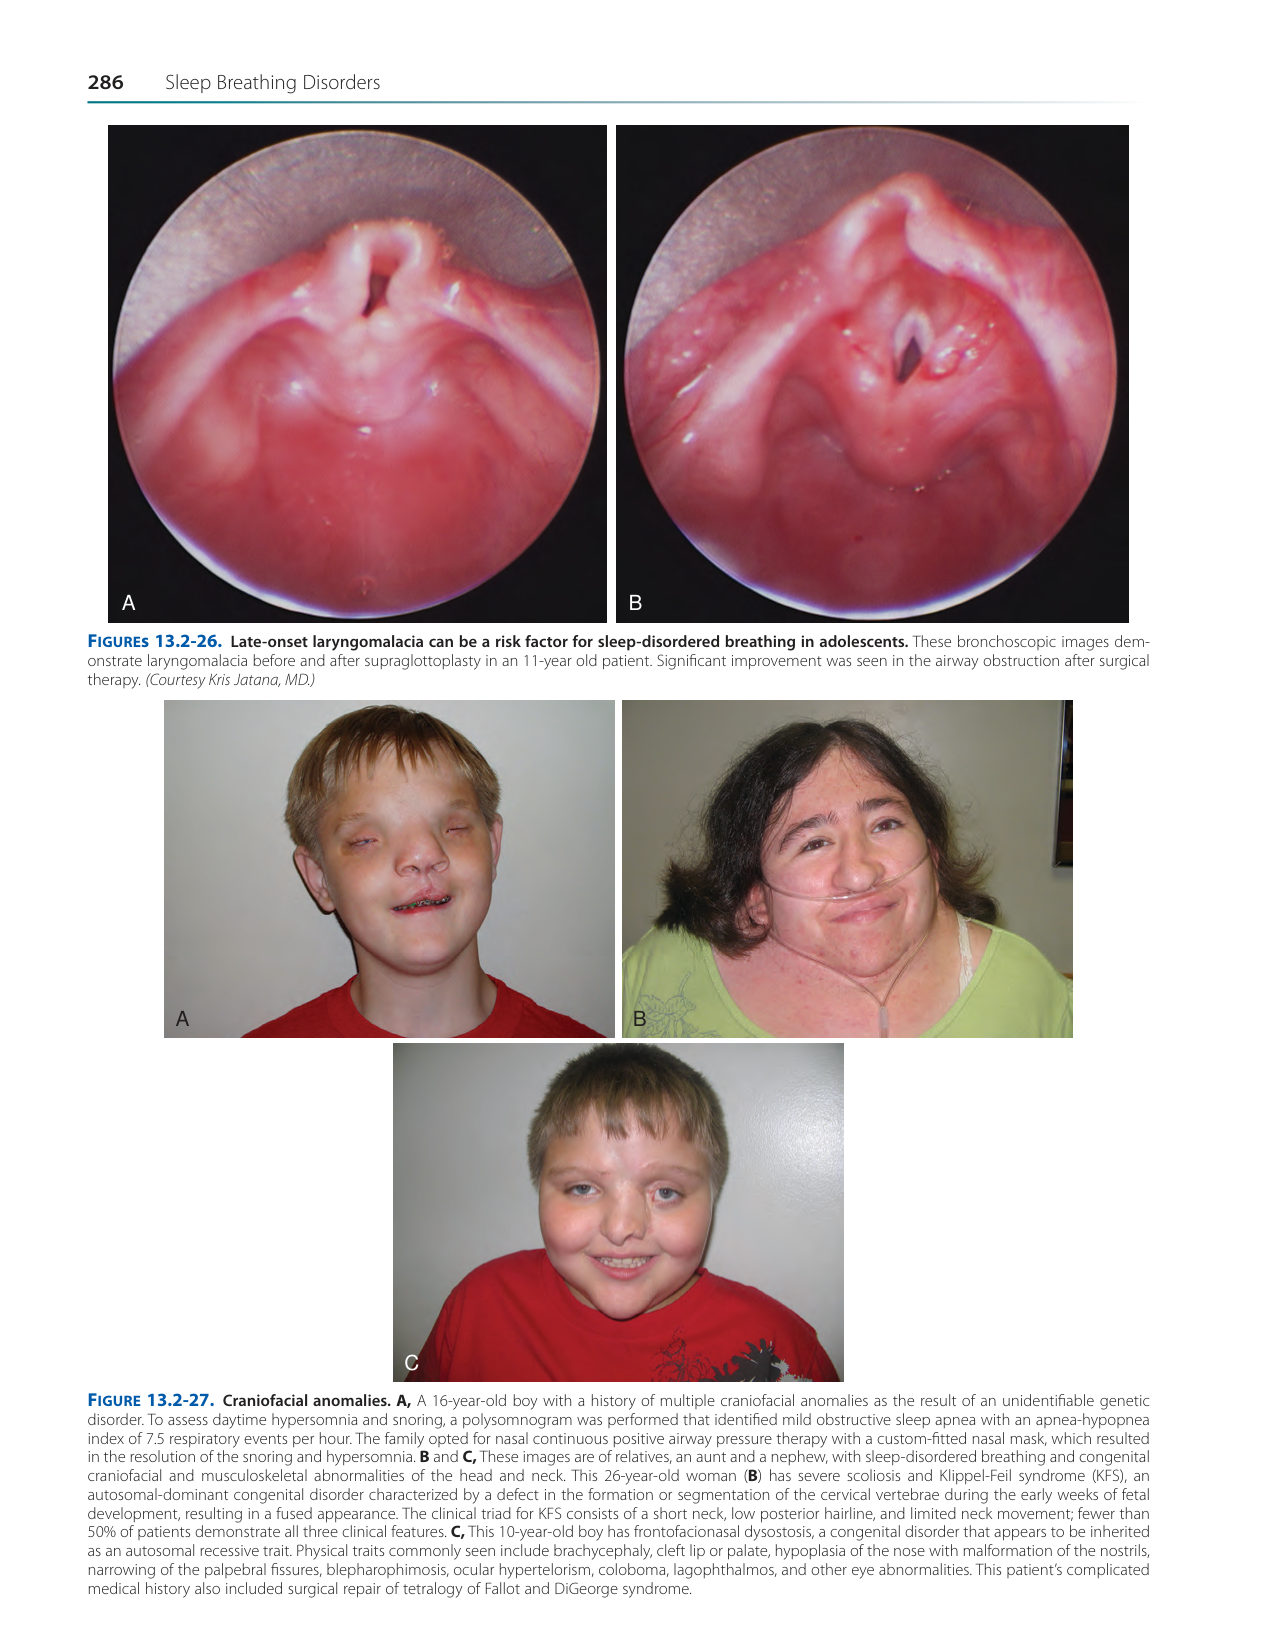 286 Sleep Breathing Disorders
A
B
FIGURES 13.2-26. Late-onset laryngomalacia can be a risk factor for sleep-disordered breathing in adolescents. These bronchoscopic images dem-
onstrate laryngomalacia before and after supraglottoplasty in an 11-year old patient. Significant improvement was seen in the airway obstruction after surgical
therapy. (Courtesy Kris Jatana, MD.)
A
B
C
FIGURE 13.2-27. Craniofacial anomalies. A, A 16-year-old boy with a history of multiple craniofacial anomalies as the result of an unidentifiable genetic
disorder. To assess daytime hypersomnia and snoring, a polysomnogram was performed that identified mild obstructive sleep apnea with an apnea-hypopnea
index of 7.5 respiratory events per hour. The family opted for nasal continuous positive airway pressure therapy with a custom-fitted nasal mask, which resulted
in the resolution of the snoring and hypersomnia. B and C, These images are of relatives, an aunt and a nephew, with sleep-disordered breathing and congenital
craniofacial and musculoskeletal abnormalities of the head and neck. This 26-year-old woman (B) has severe scoliosis and Klippel-Feil syndrome (KFS), an
autosomal-dominant congenital disorder characterized by a defect in the formation or segmentation of the cervical vertebrae during the early weeks of fetal
development, resulting in a fused appearance. The clinical triad for KFS consists of a short neck, low posterior hairline, and limited neck movement; fewer than
50% of patients demonstrate all three clinical features. C, This 10-year-old boy has frontofacionasal dysostosis, a congenital disorder that appears to be inherited
as an autosomal recessive trait. Physical traits commonly seen include brachycephaly, cleft lip or palate, hypoplasia of the nose with malformation of the nostrils,
narrowing of the palpebral fissures, blepharophimosis, ocular hypertelorism, coloboma, lagophthalmos, and other eye abnormalities. This patient's complicated
medical history also included surgical repair of tetralogy of Fallot and DiGeorge syndrome.